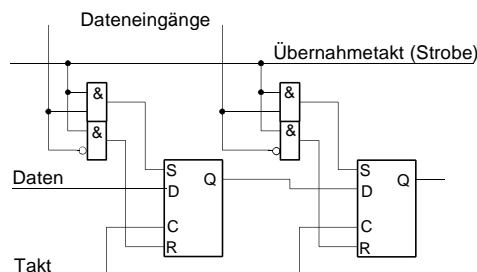 Dateneingänge
Übernahmetakt (Strobe)
& &
& &
S S
Daten D Q D Q
C C
R R
Takt